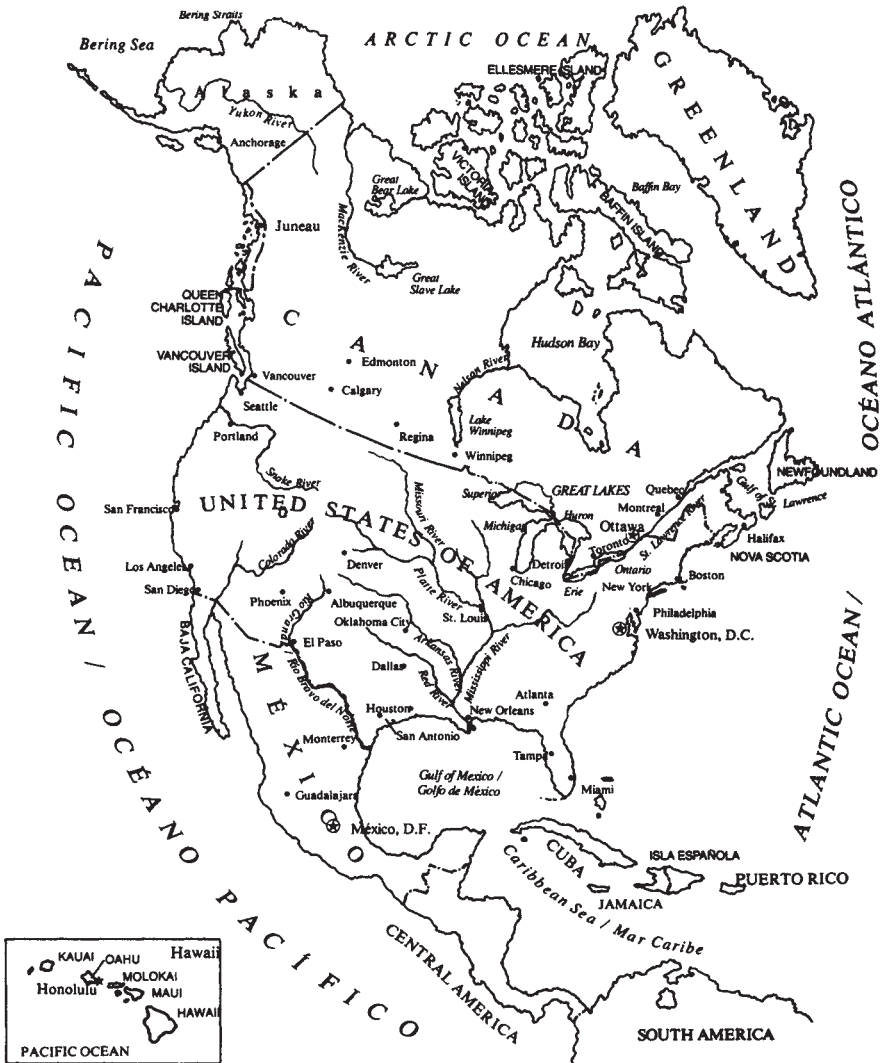 Bering Straits
Bering Sea
ARCTIC OCEAN
ELLESMERE ISLAND
GREENLAND
Alaska
Yukon River
Anchorage
Great
Bear Lake
VICTORIA
ISLAND
Baffin Bay
BAFFIN ISLAND
Juneau
Mackenzie River
Great
Slave Lake
QUEEN
CHARLOTTE
ISLAND
CANADA
Hudson Bay
VANCOUVER
ISLAND
Vancouver
Edmonton
Calgary
Nelson River
Seattle
Portland
Regina
Lake
Winnipeg
Winnipeg
Snake River
Missouri River
Superior
GREAT LAKES
Quebec
Gulf of St. Lawrence
NEWFOUNDLAND
San Francisco
UNITED STATES OF AMERICA
Michigan
Huron
Montreal
Ottawa
Toronto
St. Lawrence River
Halifax
NOVA SCOTIA
Colorado River
Denver
Detroit
Ontario
Los Angeles
Platte River
Chicago
Erie
New York
Boston
San Diego
Phoenix
Albuquerque
Oklahoma City
St. Louis
Philadelphia
Washington, D.C.
Rio Grande / Rio Bravo del Norte
El Paso
Arkansas River
Mississippi River
Dallas
Red River
BAJA CALIFORNIA
MÉXICO
Houston
San Antonio
New Orleans
Atlanta
Monterrey
Tampa
Guadalajara
Gulf of Mexico /
Golfo de México
Miami
México, D.F.
CUBA
ISLA ESPAÑOLA
PUERTO RICO
JAMAICA
Caribbean Sea / Mar Caribe
CENTRAL AMERICA
SOUTH AMERICA
PACIFIC OCEAN / OCÉANO PACÍFICO
ATLANTIC OCEAN /
OCÉANO ATLÁNTICO
Hawaii
KAUAI
OAHU
Honolulu
MOLOKAI
MAUI
HAWAII
PACIFIC OCEAN